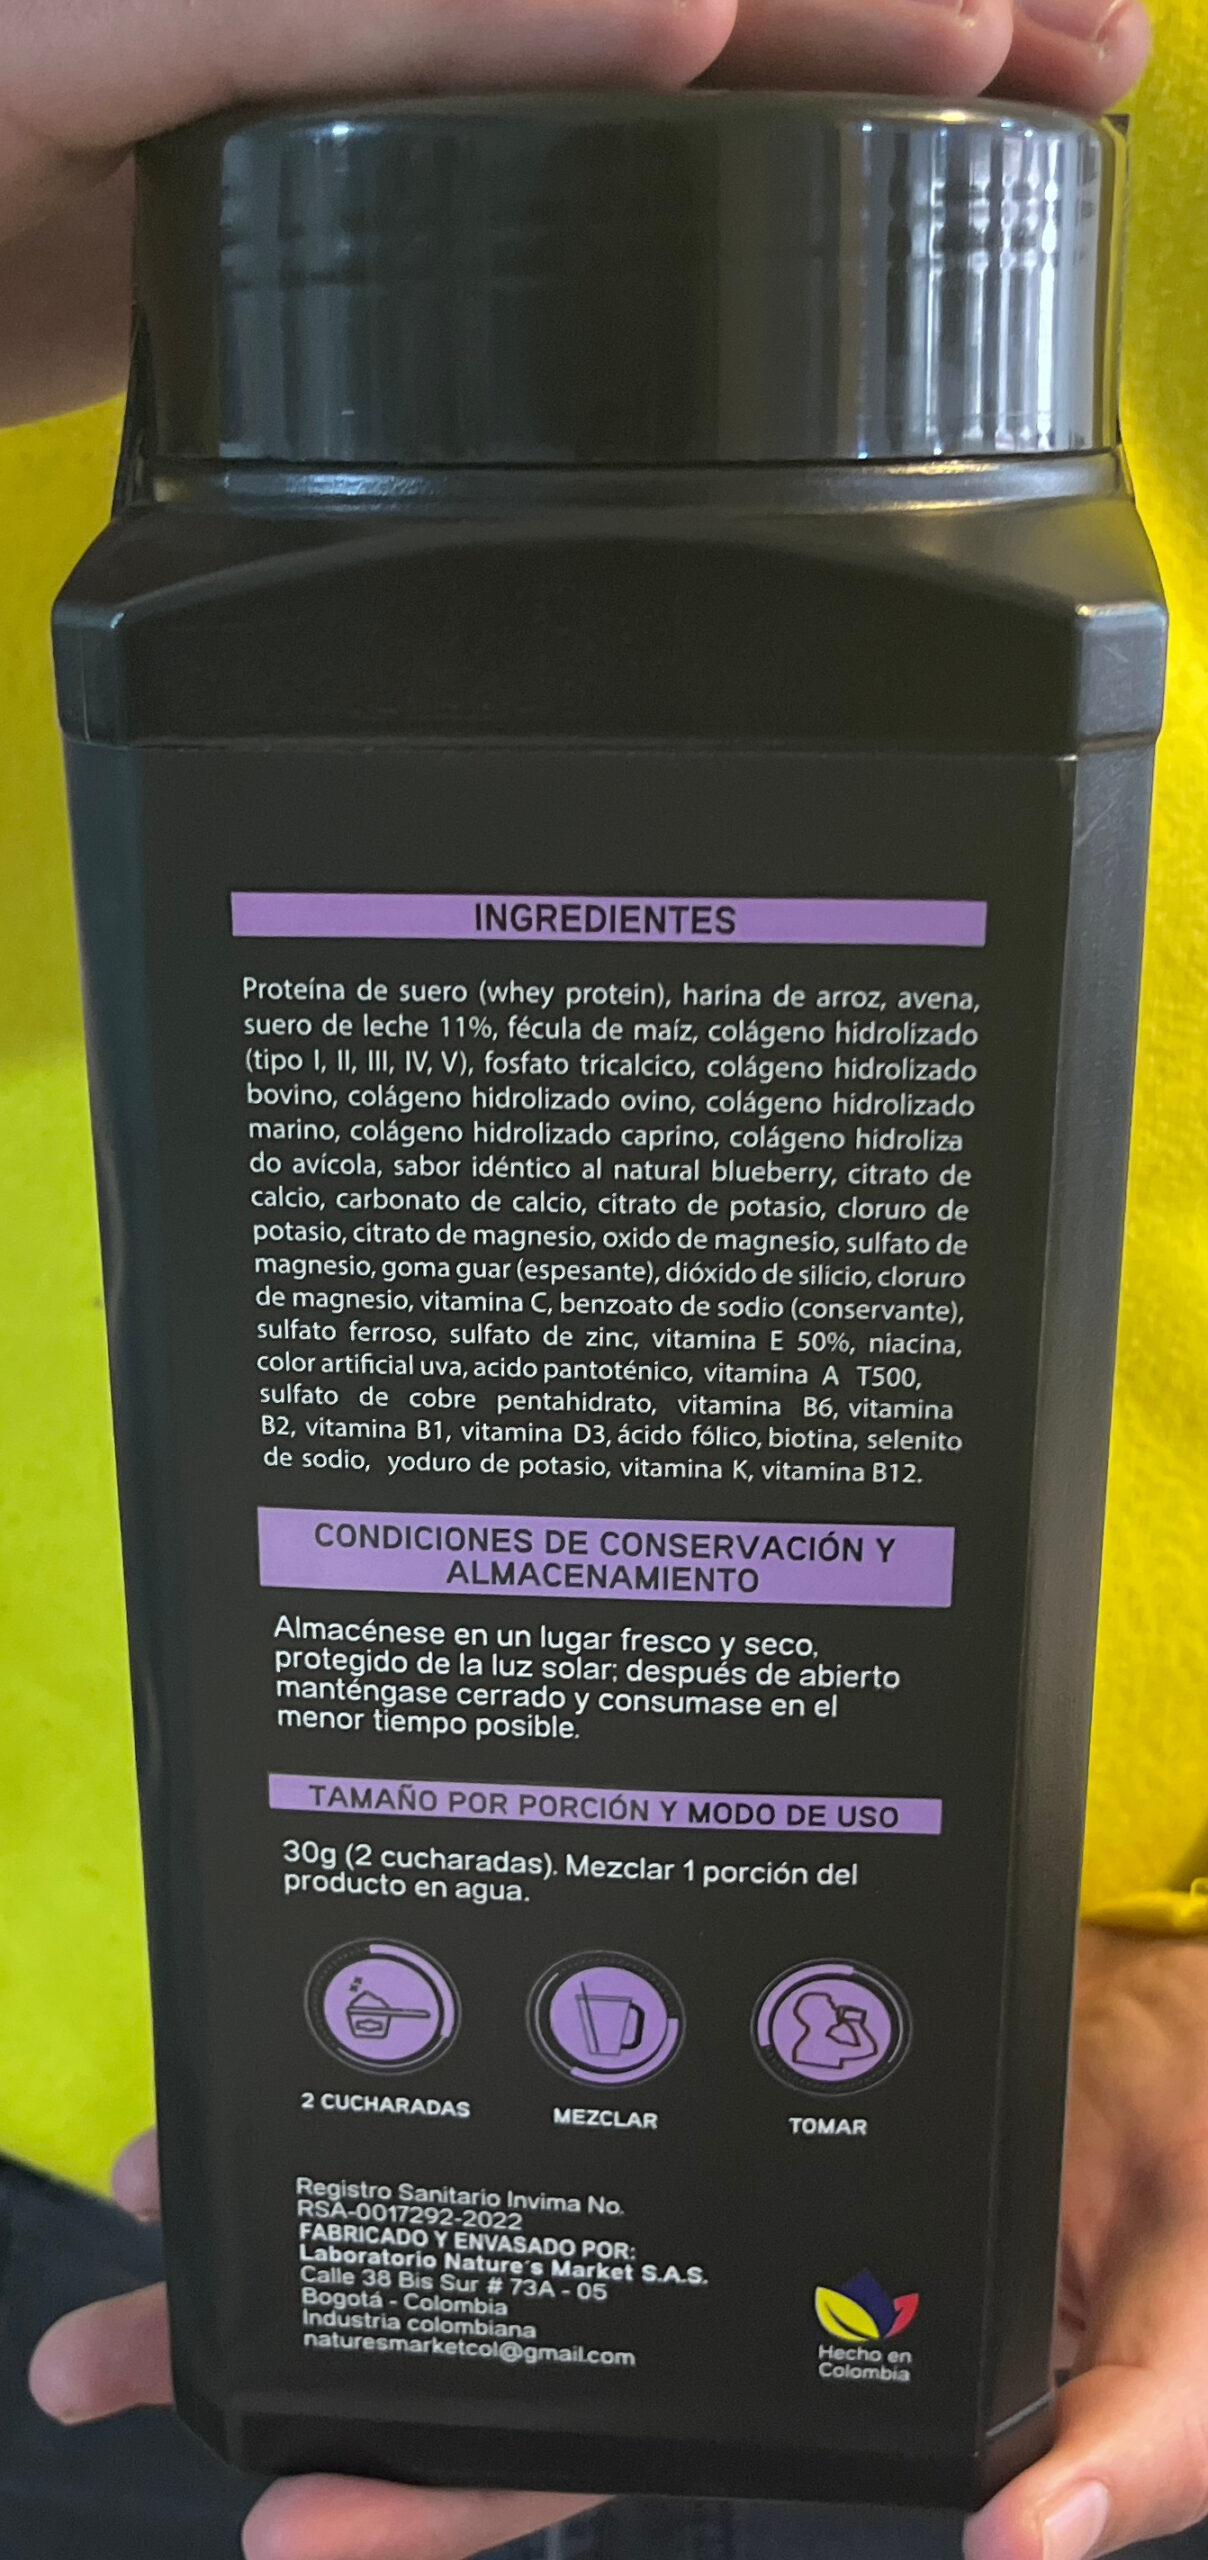 INGREDIENTES
Proteína de suero (whey protein), harina de arroz, avena,
suero de leche 11%, fécula de maíz, colágeno hidrolizado
(tipo I, II, III, IV, V), fosfato tricalcico, colágeno hidrolizado
bovino, colágeno hidrolizado ovino, colágeno hidrolizado
marino, colágeno hidrolizado caprino, colágeno hidroliza
do avícola, sabor idéntico al natural blueberry, citrato de
calcio, carbonato de calcio, citrato de potasio, cloruro de
potasio, citrato de magnesio, oxido de magnesio, sulfato de
magnesio, goma guar (espesante), dióxido de silicio, cloruro
de magnesio, vitamina C, benzoato de sodio (conservante),
sulfato ferroso, sulfato de zinc, vitamina E 50%, niacina,
color artificial uva, acido pantoténico, vitamina A T500,
sulfato de cobre pentahidrato, vitamina B6, vitamina
B2, vitamina B1, vitamina D3, ácido fólico, biotina, selenito
de sodio, yoduro de potasio, vitamina K, vitamina B12.
CONDICIONES DE CONSERVACIÓN Y
ALMACENAMIENTO
Almacénese en un lugar fresco y seco,
protegido de la luz solar; después de abierto
manténgase cerrado y consumase en el
menor tiempo posible.
TAMAÑO POR PORCIÓN Y MODO DE USO
30g (2 cucharadas). Mezclar 1 porción del
producto en agua.
2 CUCHARADAS
MEZCLAR
TOMAR
Registro Sanitario Invima No.
RSA-0017292-2022
FABRICADO Y ENVASADO POR:
Laboratorio Nature´s Market S.A.S.
Calle 38 Bis Sur # 73A - 05
Bogotá - Colombia
Industria colombiana
naturesmarketcol@gmail.com
Hecho en
Colombia